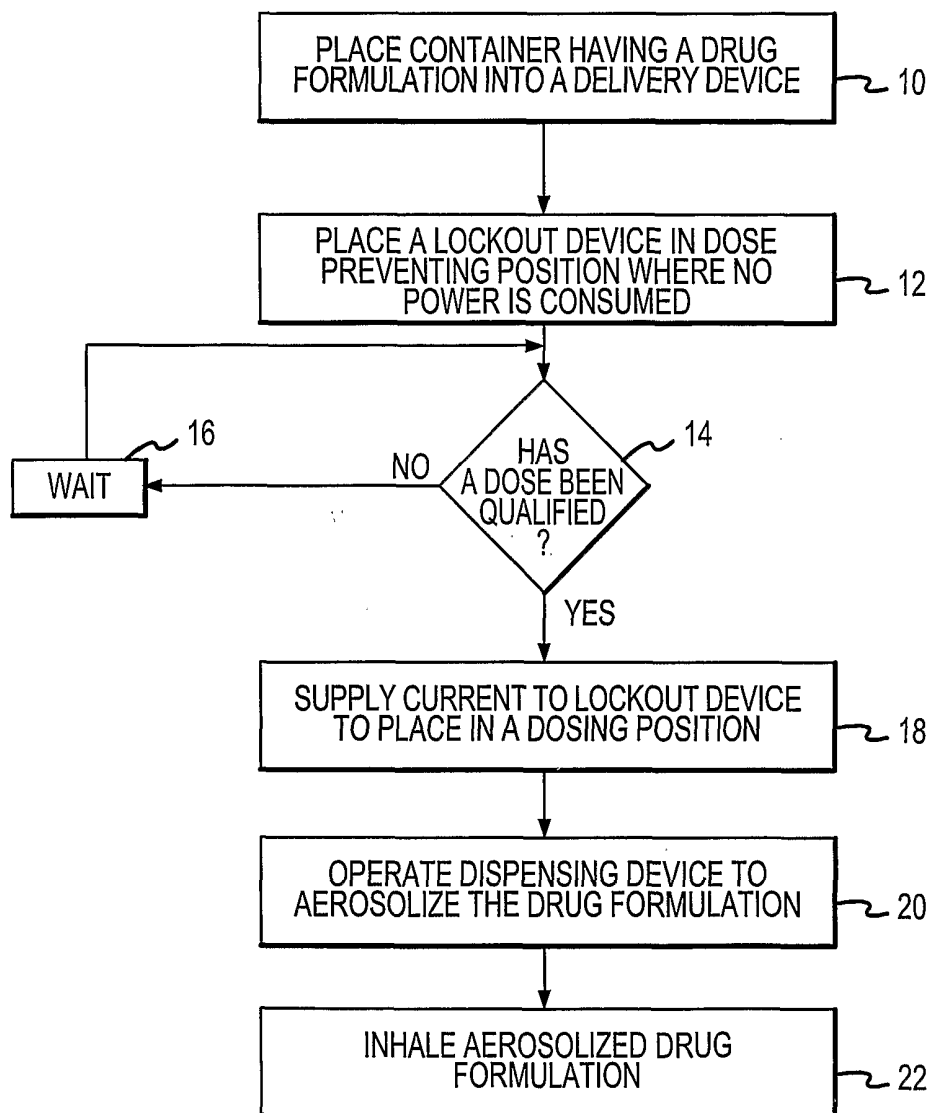 PLACE CONTAINER HAVING A DRUG
FORMULATION INTO A DELIVERY DEVICE
10
PLACE A LOCKOUT DEVICE IN DOSE
PREVENTING POSITION WHERE NO
POWER IS CONSUMED
12
16
WAIT
NO
14
HAS
A DOSE BEEN
QUALIFIED
?
YES
SUPPLY CURRENT TO LOCKOUT DEVICE
TO PLACE IN A DOSING POSITION
18
OPERATE DISPENSING DEVICE TO
AEROSOLIZE THE DRUG FORMULATION
20
INHALE AEROSOLIZED DRUG
FORMULATION
22